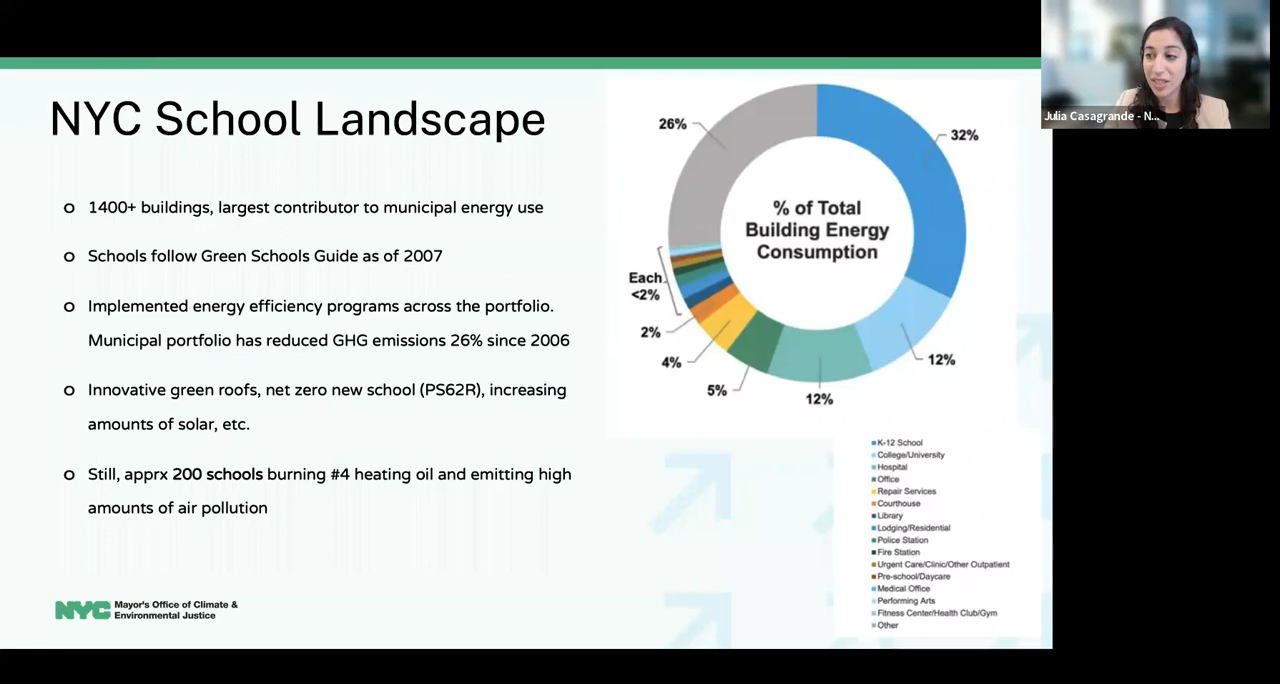 NYC School Landscape
o 1400+ buildings, largest contributor to municipal energy use
o Schools follow Green Schools Guide as of 2007
o Implemented energy efficiency programs across the portfolio.
Municipal portfolio has reduced GHG emissions 26% since 2006
o Innovative green roofs, net zero new school (PS62R), increasing
amounts of solar, etc.
o Still, apprx 200 schools burning #4 heating oil and emitting high
amounts of air pollution
NYC
Mayor's Office of Climate &
Environmental Justice
% of Total
Building Energy
Consumption
32%
12%
12%
5%
4%
2%
Each
<2%
26%
K-12 School
College/University
Hospital
Office
Repair Services
Courthouse
Library
Lodging/Residential
Police Station
Fire Station
Urgent Care/Clinic/Other Outpatient
Pre-school/Daycare
Medical Office
Performing Arts
Fitness Center/Health Club/Gym
Other
Julia Casagrande - N...